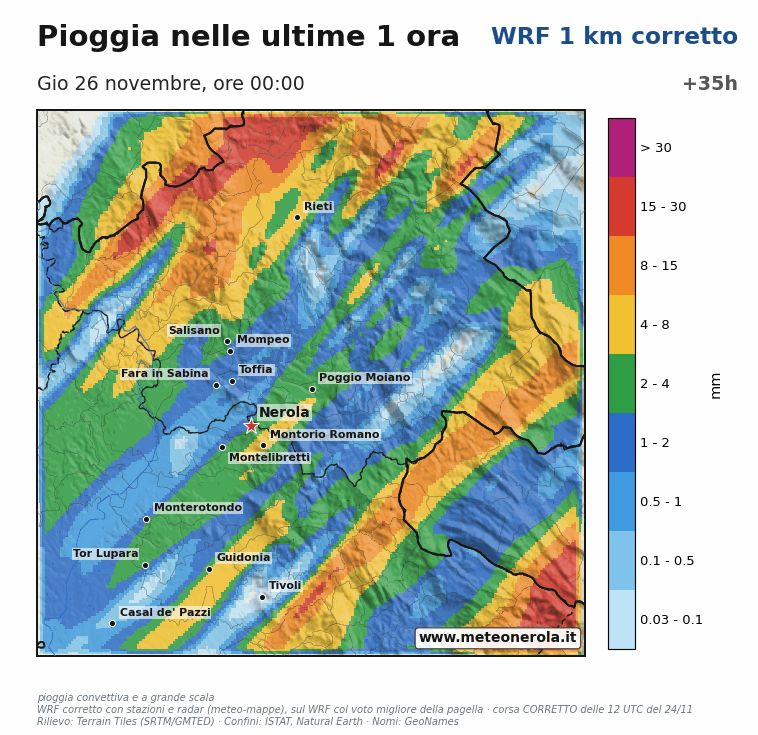 Pioggia nelle ultime 1 ora
WRF 1 km corretto
Gio 26 novembre, ore 00:00
+35h
Rieti
Salisano
Mompeo
Toffia
Fara in Sabina
Poggio Moiano
Nerola
Montorio Romano
Montelibretti
Monterotondo
Tor Lupara
Guidonia
Tivoli
Casal de' Pazzi
www.meteonerola.it
> 30
15 - 30
8 - 15
4 - 8
2 - 4
1 - 2
0.5 - 1
0.1 - 0.5
0.03 - 0.1
mm
pioggia convettiva e a grande scala
WRF corretto con stazioni e radar (meteo-mappe), sul WRF col voto migliore della pagella · corsa CORRETTO delle 12 UTC del 24/11
Rilievo: Terrain Tiles (SRTM/GMTED) · Confini: ISTAT, Natural Earth · Nomi: GeoNames